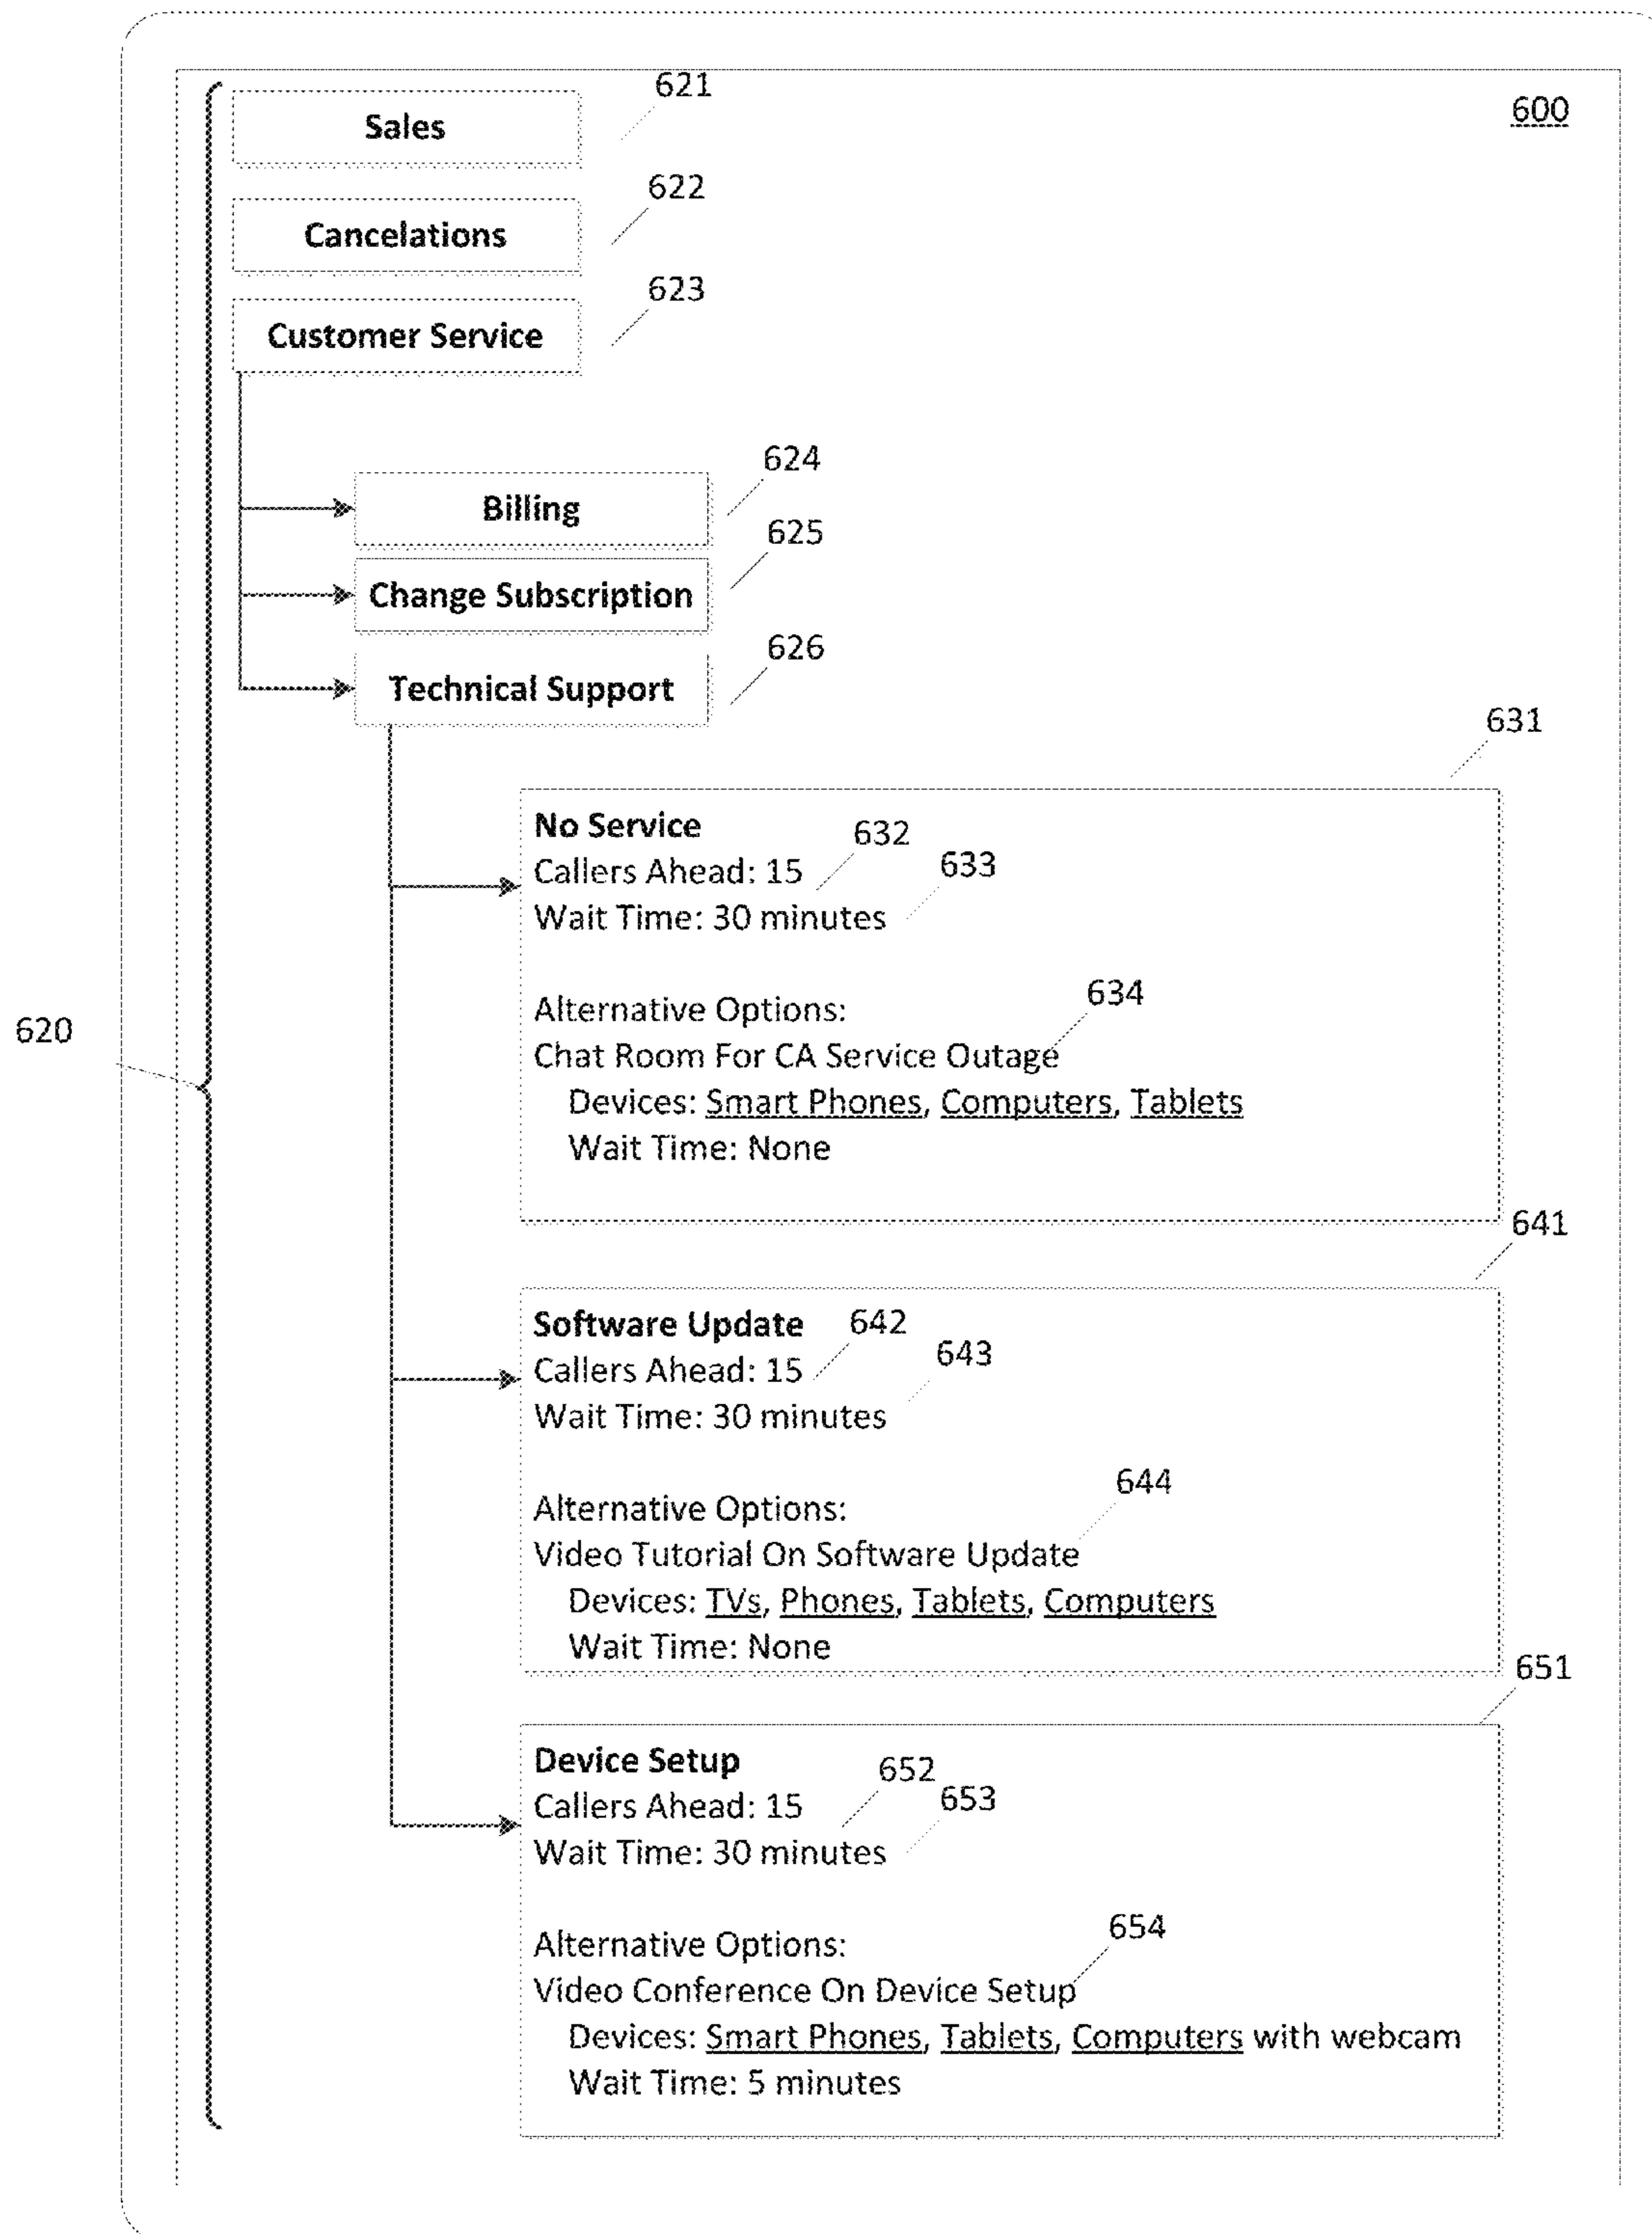 621
600
Sales
622
Cancelations
623
Customer Service
624
Billing
625
Change Subscription
626
Technical Support
631
No Service
632
Callers Ahead: 15
633
Wait Time: 30 minutes
634
Alternative Options:
620
Chat Room For CA Service Outage
Devices: Smart Phones, Computers, Tablets
Wait Time: None
641
Software Update
642
643
Callers Ahead: 15
Wait Time: 30 minutes
644
Alternative Options:
Video Tutorial On Software Update
Devices: TVs, Phones, Tablets, Computers
Wait Time: None
651
Device Setup
652
653
Callers Ahead: 15
Wait Time: 30 minutes
654
Alternative Options:
Video Conference On Device Setup
Devices: Smart Phones, Tablets, Computers with webcam
Wait Time: 5 minutes